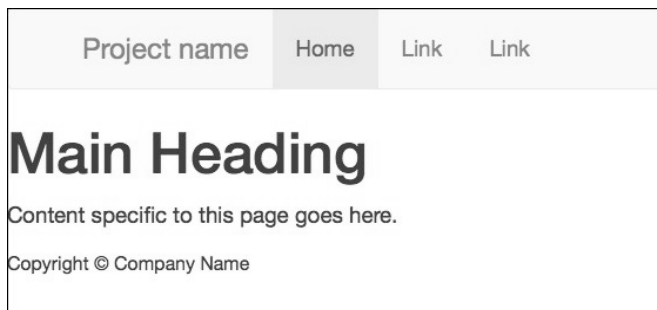 Project name Home Link Link
Main Heading
Content specific to this page goes here.
Copyright © Company Name